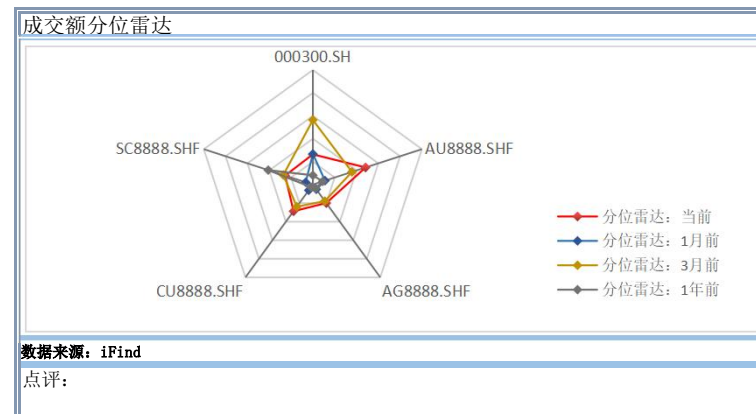 成交额分位雷达
000300.SH
SC8888.SHF
AU8888.SHF
CU8888.SHF
AG8888.SHF
分位雷达：当前
分位雷达：1月前
分位雷达：3月前
分位雷达：1年前
数据来源：iFind
点评：